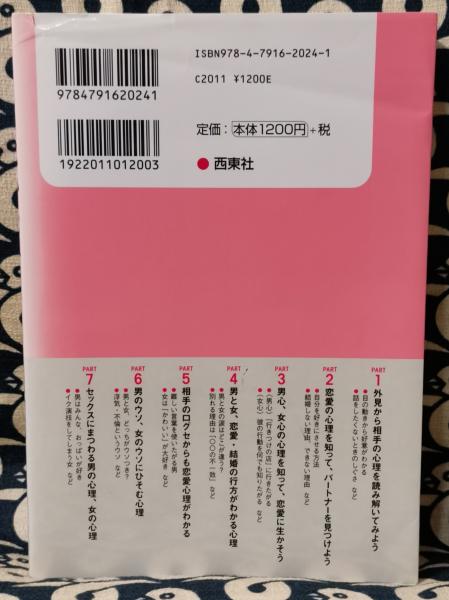 ISBN978-4-7916-2024-1
C2011 ¥1200E
9784791620241
定価：本体1200円+税
1922011012003
西東社
PART
1
外見から相手の心理を読み解いてみよう
●目の動きから好意がわかる
●話をしたくないときのしぐさ など
PART
2
恋愛の心理を知って、パートナーを見つけよう
●自分を好きにさせる方法
●結婚しない理由、できない理由 など
PART
3
男心、女心の心理を知って、恋愛に生かそう
●〈男心〉「行きつけの店」に行きたがる
●〈女心〉彼の行動を何でも知りたがる など
PART
4
男と女、恋愛・結婚の行方がわかる心理
●男と女の涙はどこが違う？
●別れる理由は「○○の不一致」 など
PART
5
相手の口グセからも恋愛心理がわかる
●難しい言葉を使いたがる男
●女は「かわいい」が大好き など
PART
6
男のウソ、女のウソにひそむ心理
●男と女、どっちがウソつき？
●浮気・不倫というウソ など
PART
7
セックスにまつわる男の心理、女の心理
●男はみんな、おっぱいが好き
●イク演技をしてしまう女 など